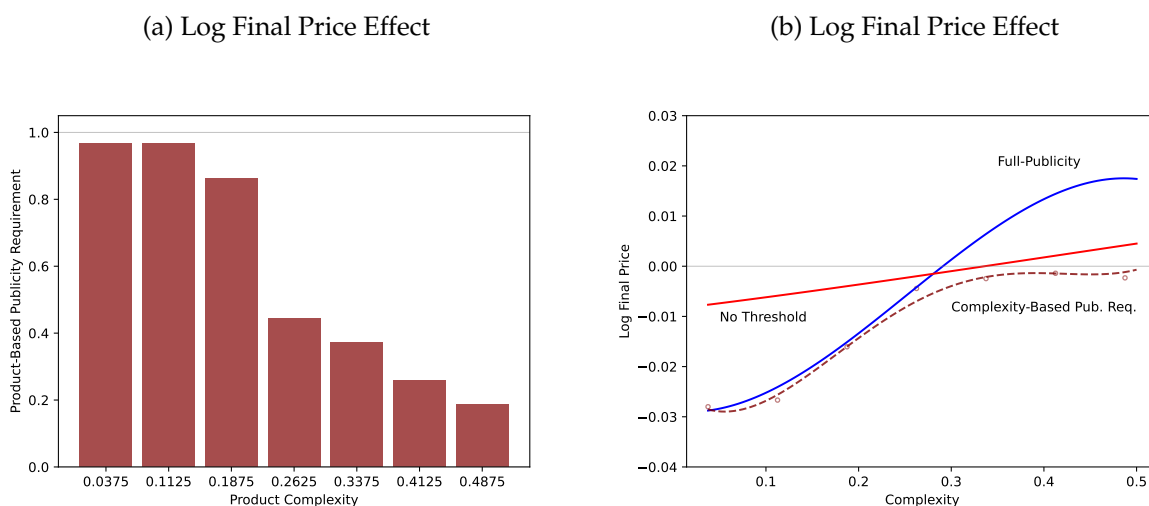 (a) Log Final Price Effect
(b) Log Final Price Effect
Product-Based Publicity Requirement
1.0
0.8
0.6
0.4
0.2
0.0
0.0375 0.1125 0.1875 0.2625 0.3375 0.4125 0.4875
Product Complexity
Log Final Price
0.03
0.02
0.01
0.00
−0.01
−0.02
−0.03
−0.04
Full-Publicity
No Threshold
Complexity-Based Pub. Req.
0.1 0.2 0.3 0.4 0.5
Complexity